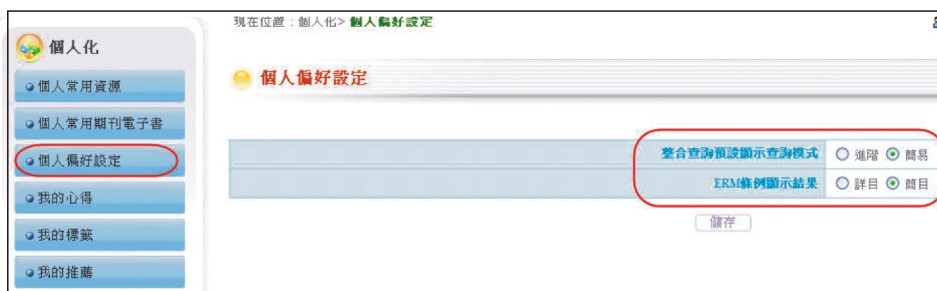 現在位置：個人化> 個人偏好設定
個人化
個人常用資源
個人常用期刊電子書
個人偏好設定
我的心得
我的標籤
我的推薦
個人偏好設定
整合查詢預設顯示查詢模式 進階 簡易
ERM條例顯示結果 詳目 簡目
儲存